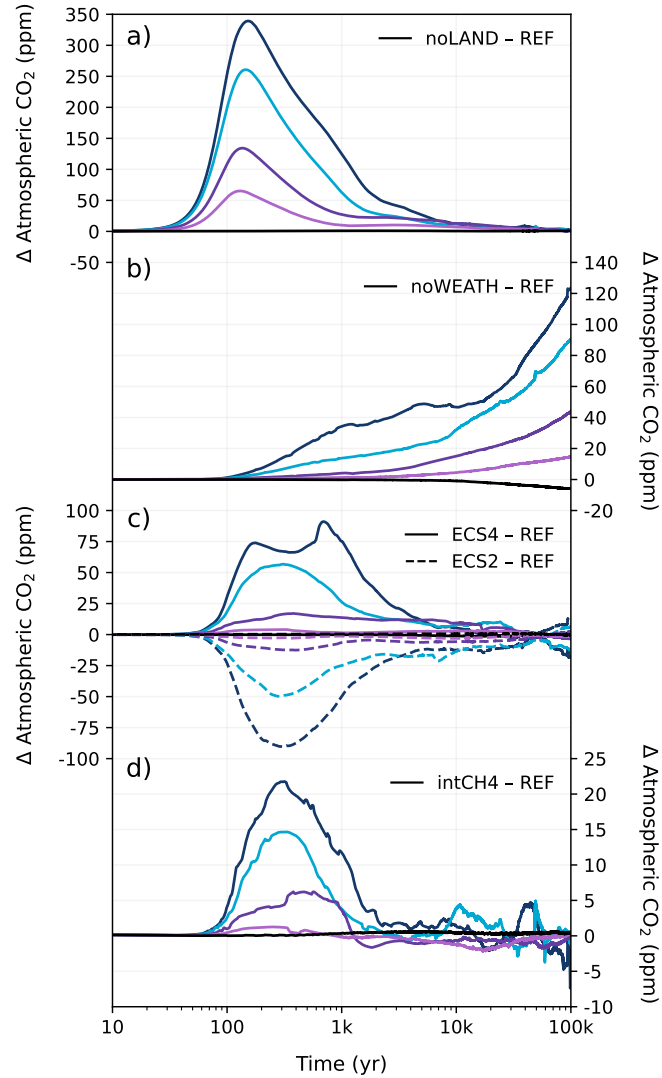 a)
noLAND – REF
350
300
250
200
150
100
50
0
-50
Δ Atmospheric CO₂ (ppm)
b)
noWEATH – REF
140
120
100
80
60
40
20
0
-20
Δ Atmospheric CO₂ (ppm)
c)
ECS4 – REF
ECS2 – REF
100
75
50
25
0
-25
-50
-75
-100
Δ Atmospheric CO₂ (ppm)
d)
intCH4 – REF
25
20
15
10
5
0
-5
-10
Δ Atmospheric CO₂ (ppm)
10 100 1k 10k 100k
Time (yr)